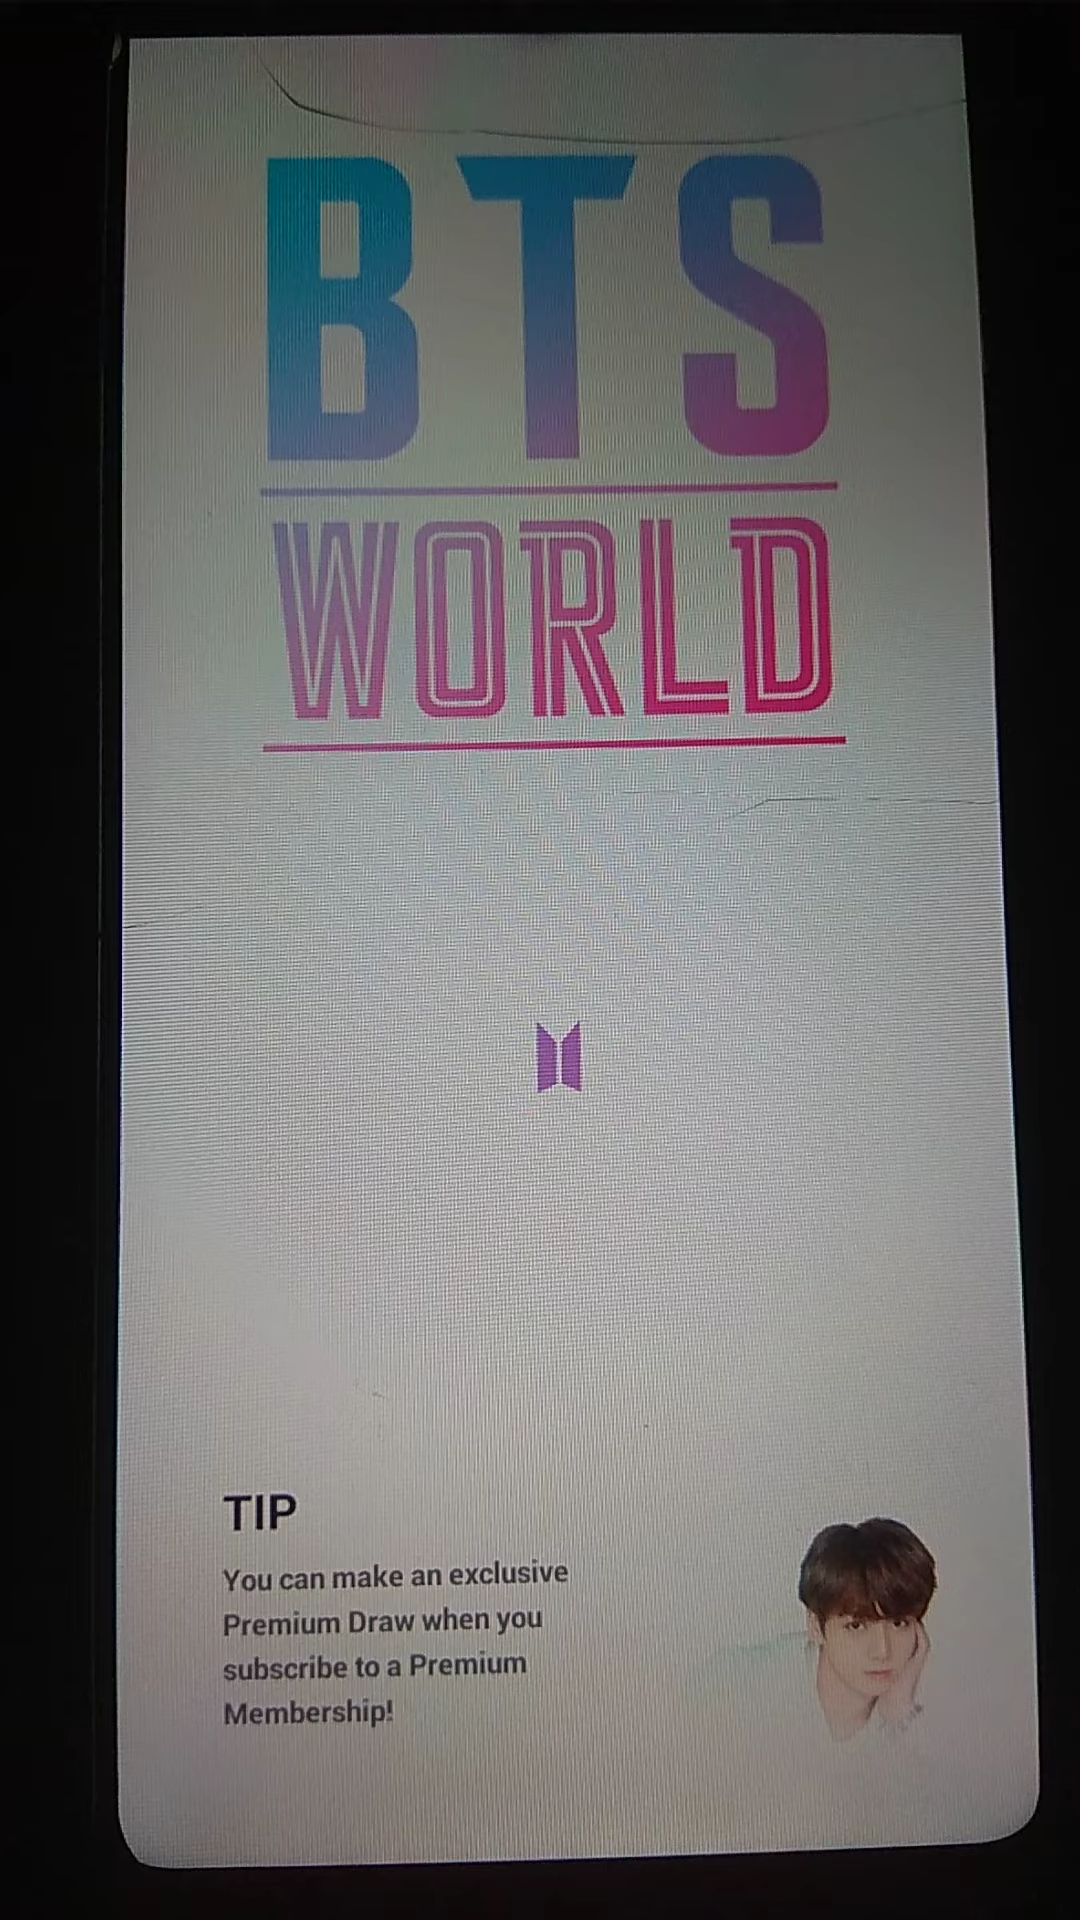 BTS
WORLD
TIP
You can make an exclusive
Premium Draw when you
subscribe to a Premium
Membership!